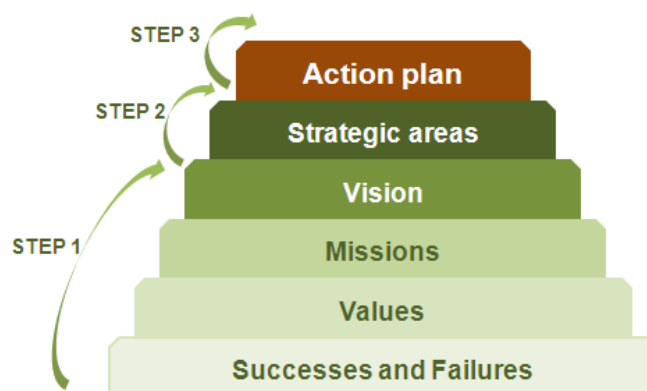 STEP 3
Action plan
STEP 2
Strategic areas
Vision
STEP 1
Missions
Values
Successes and Failures